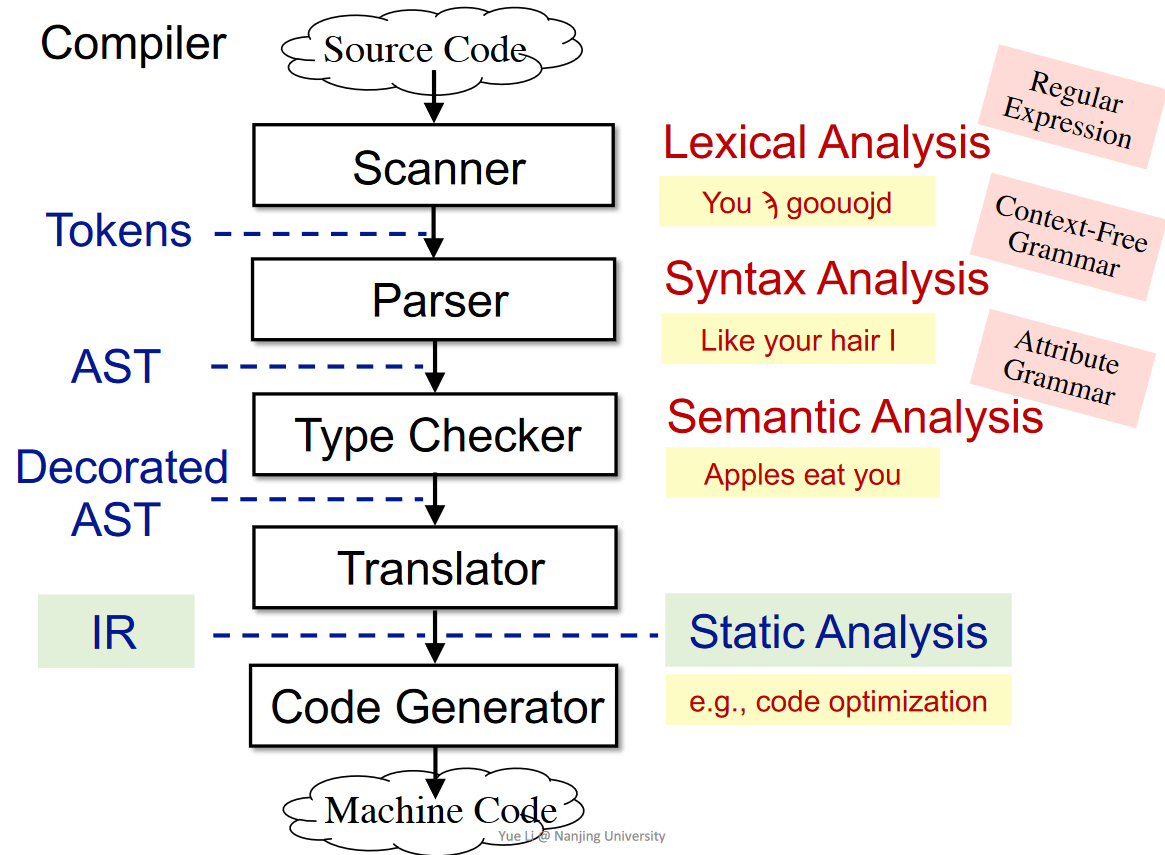 Compiler
Source Code
Scanner
Lexical Analysis
Regular
Expression
You goouojd
Tokens
Context-Free
Grammar
Parser
Syntax Analysis
Like your hair I
AST
Attribute
Grammar
Type Checker
Semantic Analysis
Apples eat you
Decorated
AST
Translator
IR
Static Analysis
Code Generator
e.g., code optimization
Machine Code
Yue Li @ Nanjing University